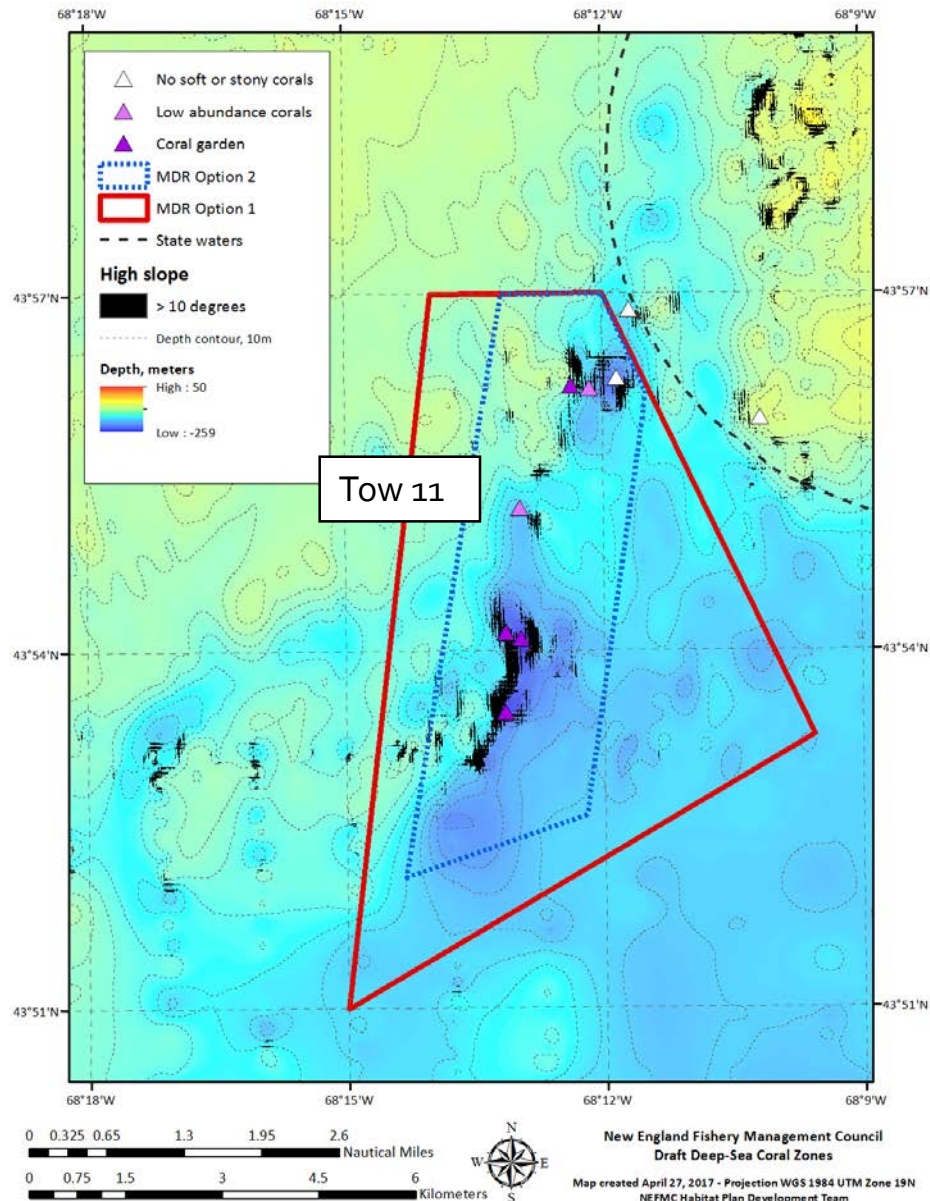 68°18'W 68°15'W 68°12'W 68°9'W
No soft or stony corals
Low abundance corals
Coral garden
MDR Option 2
MDR Option 1
State waters
High slope
> 10 degrees
Depth contour, 10m
Depth, meters
High : 50
Low : -259
43°57'N 43°57'N
Tow 11
43°54'N 43°54'N
43°51'N 43°51'N
68°18'W 68°15'W 68°12'W 68°9'W
0 0.325 0.65 1.3 1.95 2.6
Nautical Miles
0 0.75 1.5 3 4.5 6
Kilometers
N
W E
S
New England Fishery Management Council
Draft Deep-Sea Coral Zones
Map created April 27, 2017 - Projection WGS 1984 UTM Zone 19N
NEFMC Habitat Plan Development Team